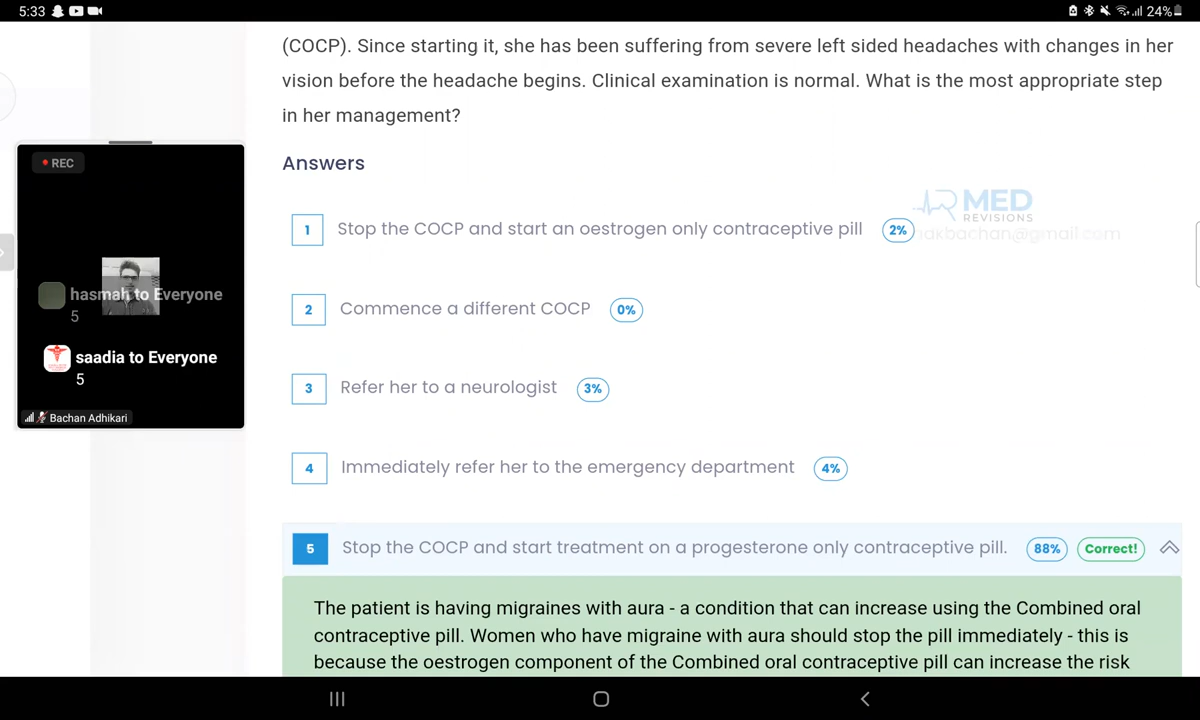 5:33
24%
(COCP). Since starting it, she has been suffering from severe left sided headaches with changes in her
vision before the headache begins. Clinical examination is normal. What is the most appropriate step
in her management?
REC
Answers
MED
REVISIONS
1 Stop the COCP and start an oestrogen only contraceptive pill 2%
akbachan@gmail.com
hasmah to Everyone
5
2 Commence a different COCP 0%
saadia to Everyone
5
3 Refer her to a neurologist 3%
Bachan Adhikari
4 Immediately refer her to the emergency department 4%
5 Stop the COCP and start treatment on a progesterone only contraceptive pill. 88% Correct!
The patient is having migraines with aura - a condition that can increase using the Combined oral
contraceptive pill. Women who have migraine with aura should stop the pill immediately - this is
because the oestrogen component of the Combined oral contraceptive pill can increase the risk